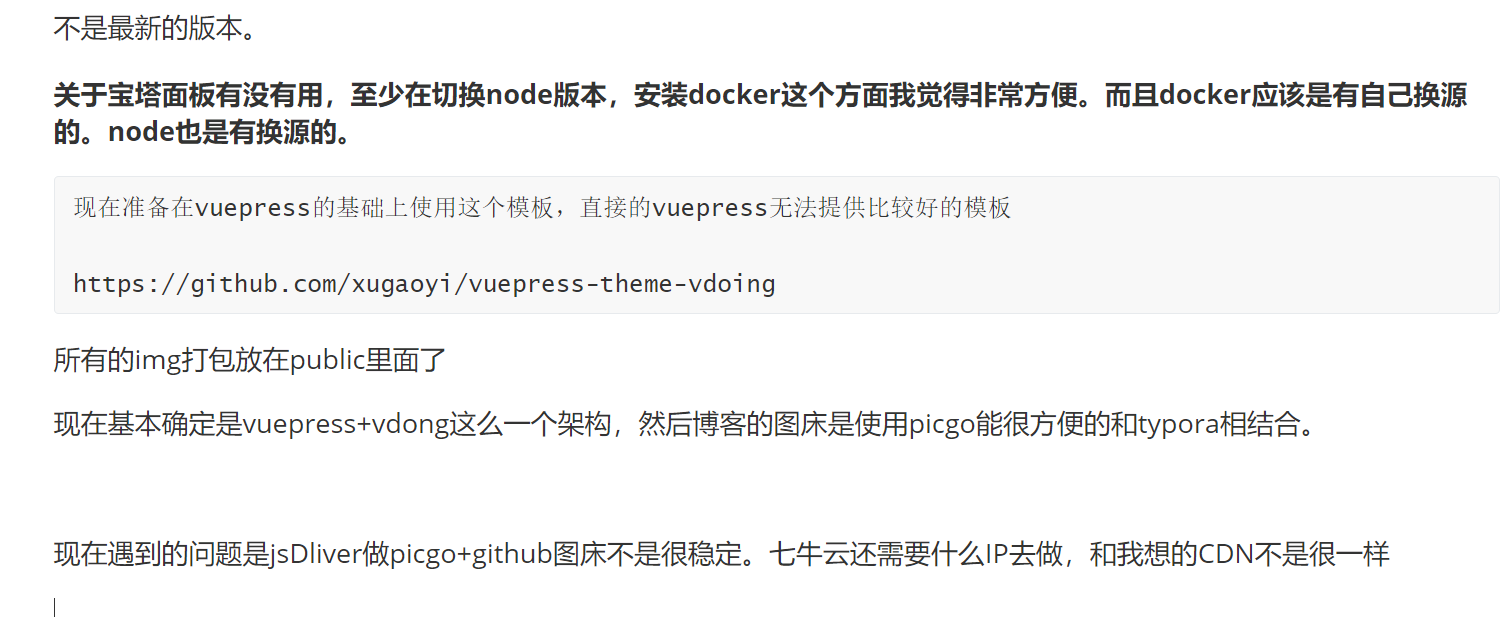 不是最新的版本。
关于宝塔面板有没有用，至少在切换node版本，安装docker这个方面我觉得非常方便。而且docker应该是有自己换源
的。node也是有换源的。
现在准备在vuepress的基础上使用这个模板，直接的vuepress无法提供比较好的模板
https://github.com/xugaoyi/vuepress-theme-vdoing
所有的img打包放在public里面了
现在基本确定是vuepress+vdong这么一个架构，然后博客的图床是使用picgo能很方便的和typora相结合。
现在遇到的问题是jsDliver做picgo+github图床不是很稳定。七牛云还需要什么IP去做，和我想的CDN不是很一样